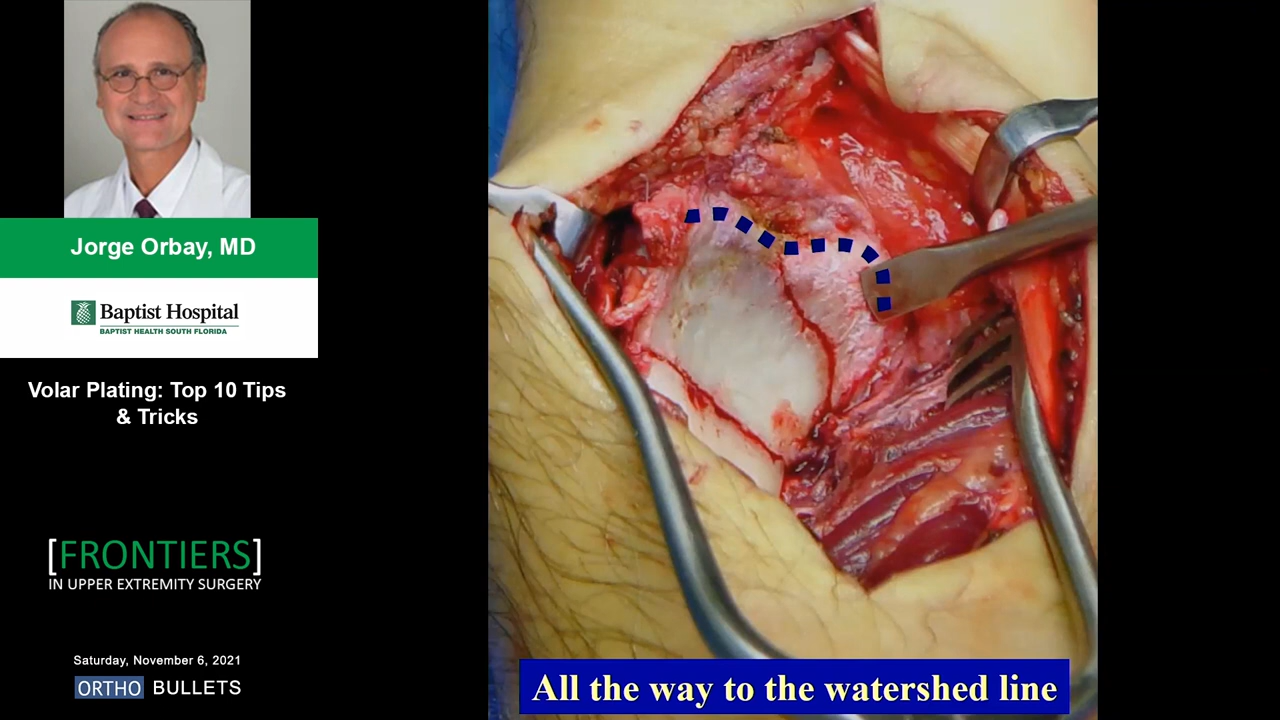 Jorge Orbay, MD
Baptist Hospital
BAPTIST HEALTH SOUTH FLORIDA
Volar Plating: Top 10 Tips
& Tricks
[FRONTIERS]
IN UPPER EXTREMITY SURGERY
Saturday, November 6, 2021
ORTHO BULLETS
All the way to the watershed line